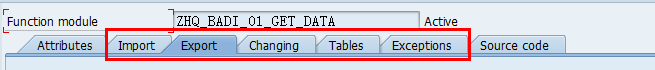 Function module ZHQ_BADI_01_GET_DATA Active
Attributes Import Export Changing Tables Exceptions Source code